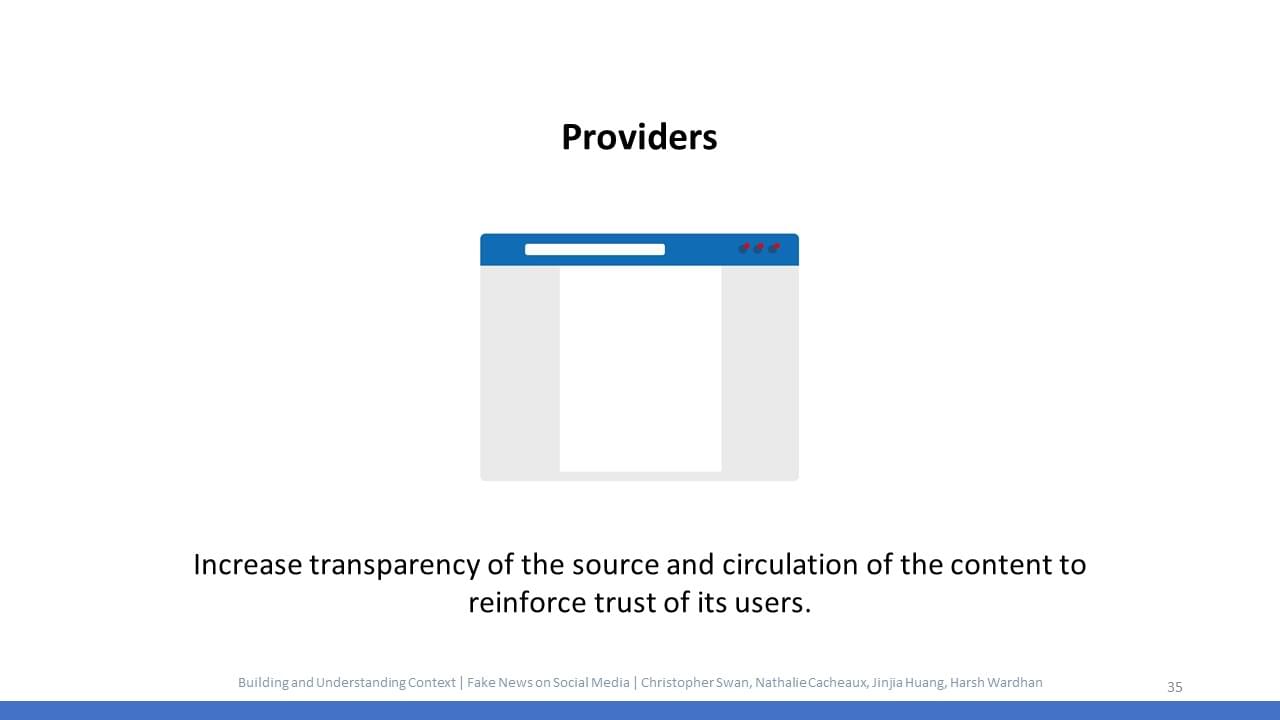 Providers
Increase transparency of the source and circulation of the content to
reinforce trust of its users.
Building and Understanding Context | Fake News on Social Media | Christopher Swan, Nathalie Cacheaux, Jinjia Huang, Harsh Wardhan
35